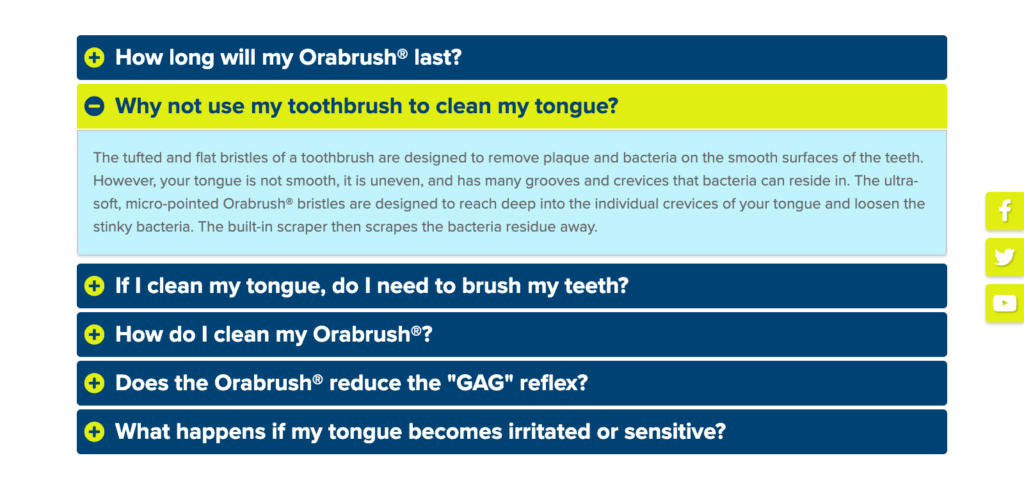 How long will my Orabrush® last?
Why not use my toothbrush to clean my tongue?
The tufted and flat bristles of a toothbrush are designed to remove plaque and bacteria on the smooth surfaces of the teeth.
However, your tongue is not smooth, it is uneven, and has many grooves and crevices that bacteria can reside in. The ultra-
soft, micro-pointed Orabrush® bristles are designed to reach deep into the individual crevices of your tongue and loosen the
stinky bacteria. The built-in scraper then scrapes the bacteria residue away.
If I clean my tongue, do I need to brush my teeth?
How do I clean my Orabrush®?
Does the Orabrush® reduce the "GAG" reflex?
What happens if my tongue becomes irritated or sensitive?